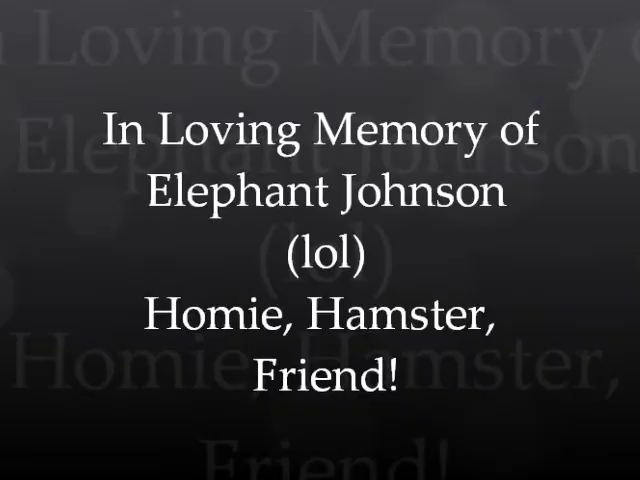 In Loving Memory of
Elephant Johnson
(lol)
Homie, Hamster,
Friend!